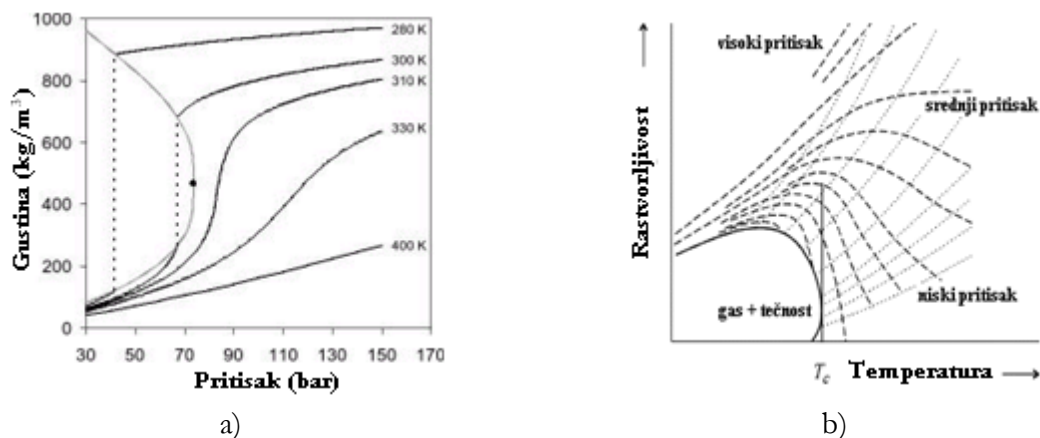 1000
800
600
400
200
0
Gustina (kg/m³)
280 K
300 K
310 K
330 K
400 K
30 50 70 90 110 130 150 170
Pritisak (bar)
a)
visoki pritisak
srednji pritisak
niski pritisak
gas + tečnost
Rastvorljivost
T_c Temperatura
b)